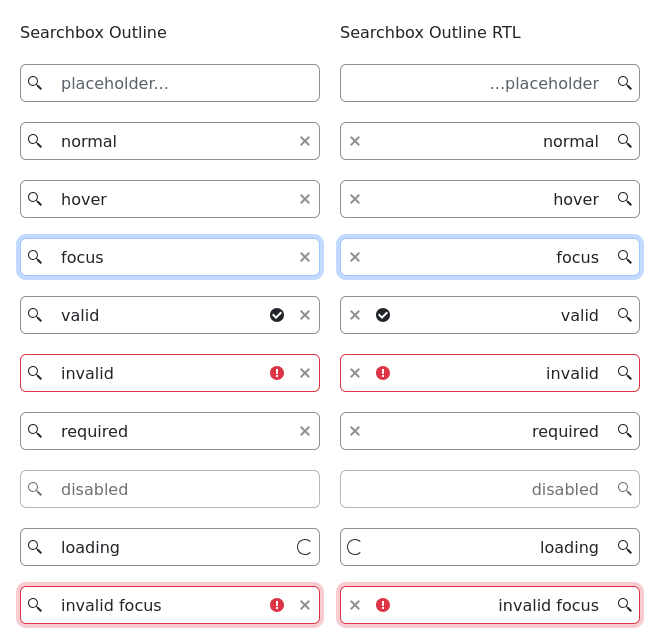 Searchbox Outline
placeholder...
normal
hover
focus
valid
invalid
required
disabled
loading
invalid focus
Searchbox Outline RTL
...placeholder
normal
hover
focus
valid
invalid
required
disabled
loading
invalid focus